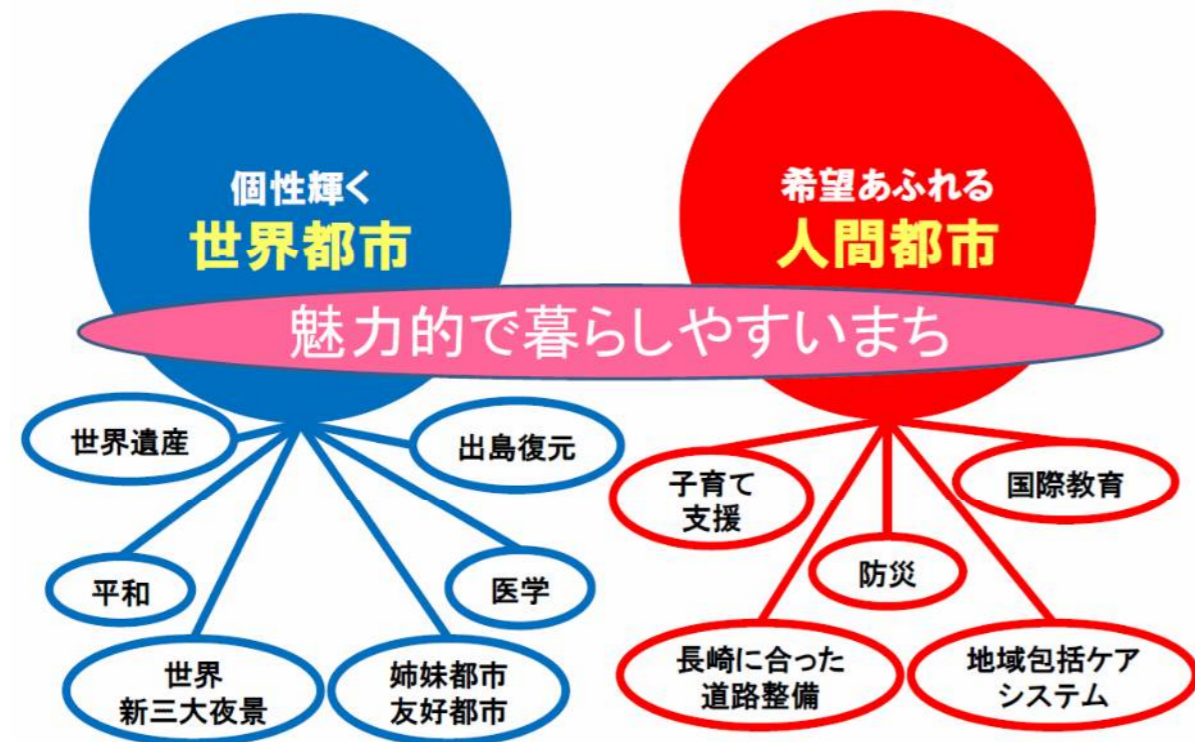 個性輝く
世界都市
希望あふれる
人間都市
魅力的で暮らしやすいまち
世界遺産
出島復元
平和
医学
世界
新三大夜景
姉妹都市
友好都市
子育て
支援
国際教育
防災
長崎に合った
道路整備
地域包括ケア
システム